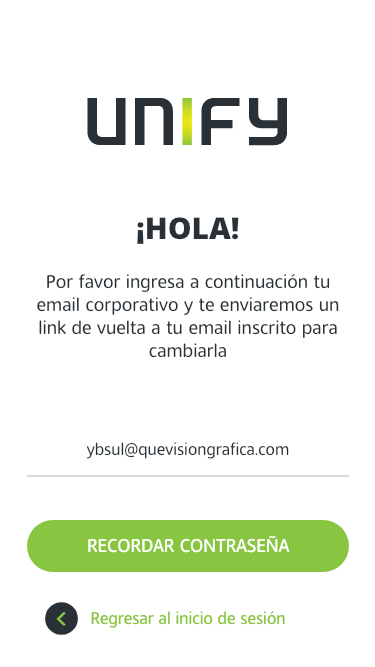 UNIFY
¡HOLA!
Por favor ingresa a continuación tu
email corporativo y te enviaremos un
link de vuelta a tu email inscrito para
cambiarla
ybsul@quevisiongrafica.com
RECORDAR CONTRASEÑA
Regresar al inicio de sesión